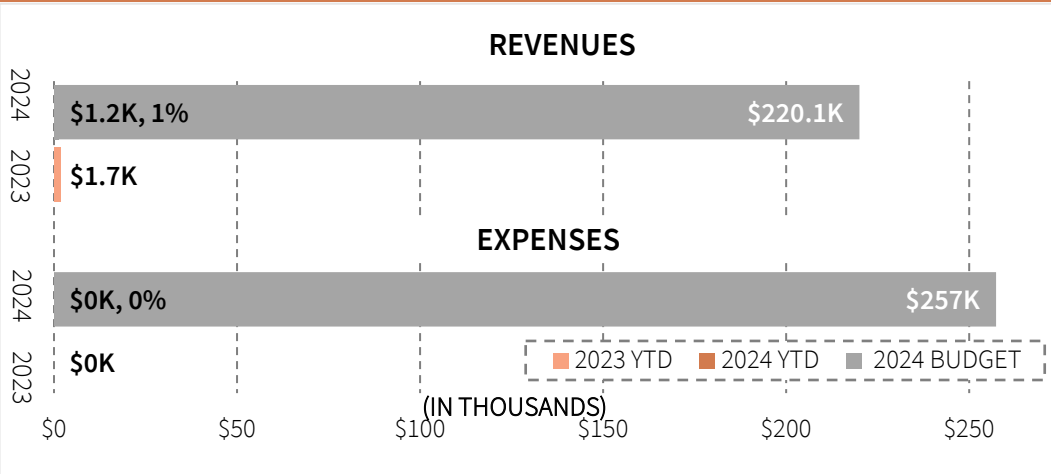 REVENUES
2024
$1.2K, 1%
$220.1K
2023
$1.7K
EXPENSES
2024
$0K, 0%
$257K
2023
$0K
2023 YTD
2024 YTD
2024 BUDGET
(IN THOUSANDS)
$0
$50
$100
$150
$200
$250